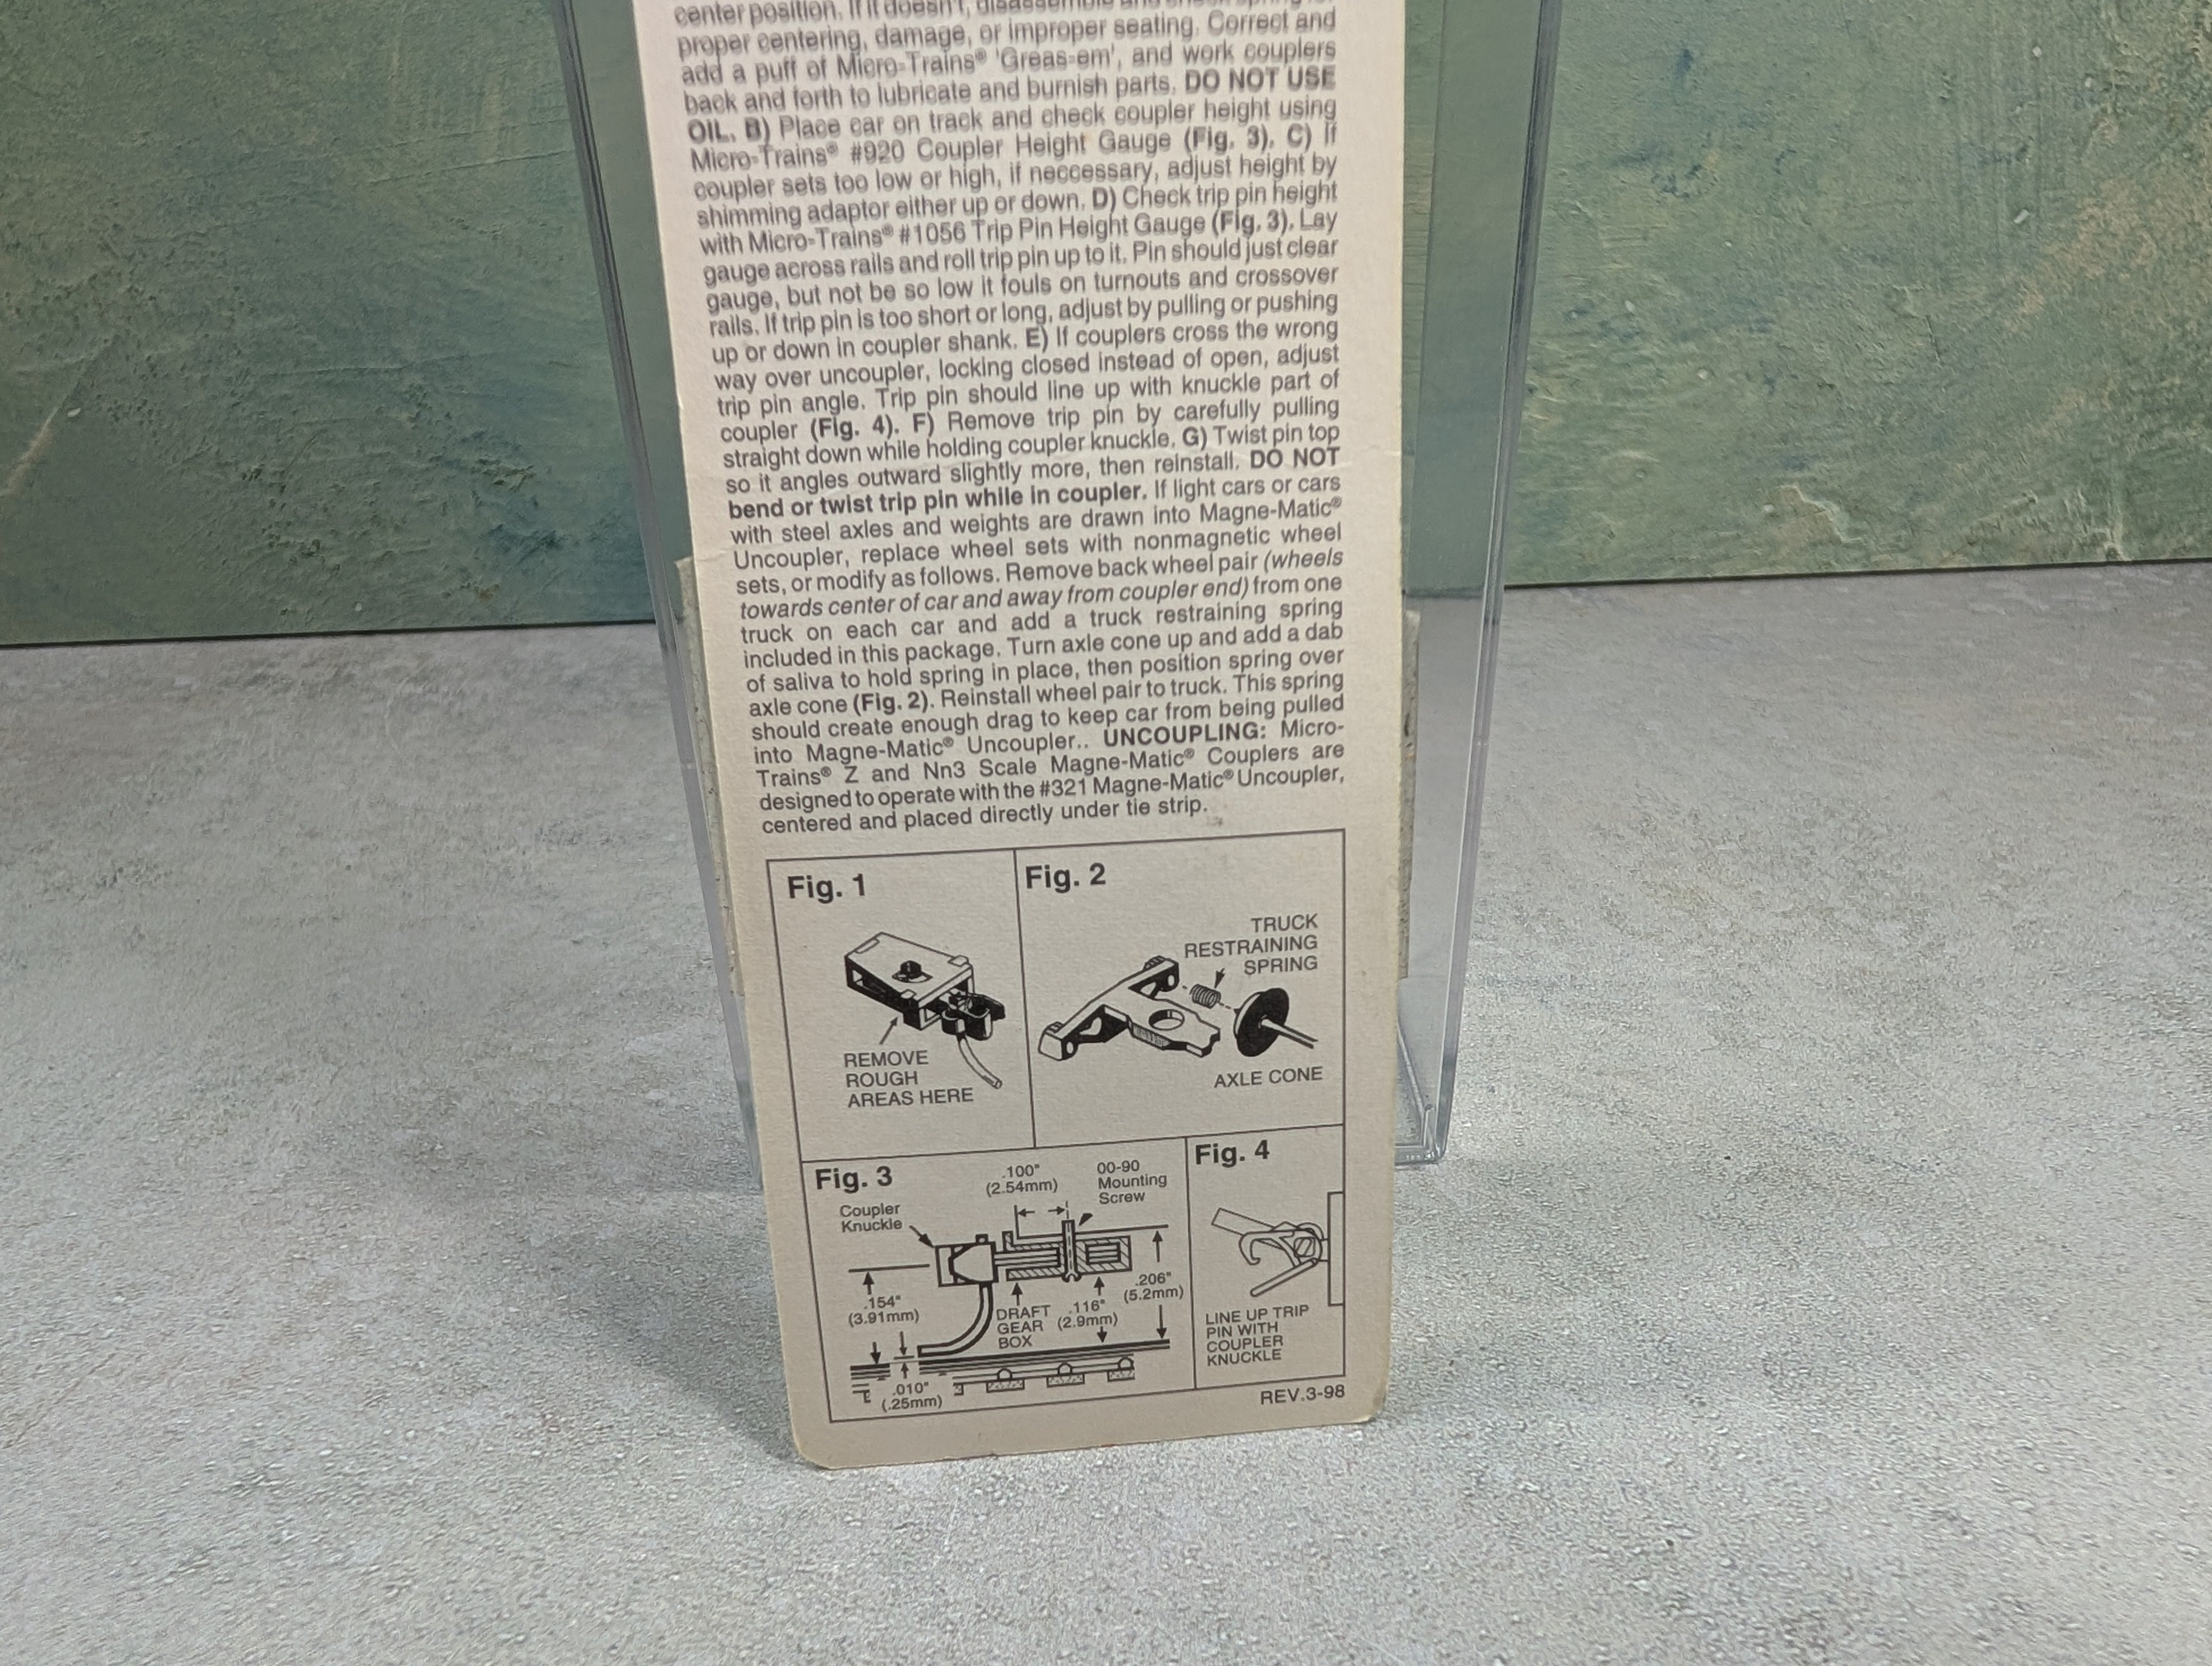 center position. If it doesn't, disassemble and check spring for
proper centering, damage, or improper seating. Correct and
add a puff of Micro-Trains® 'Greas-em', and work couplers
back and forth to lubricate and burnish parts. DO NOT USE
OIL. B) Place car on track and check coupler height using
Micro-Trains® #920 Coupler Height Gauge (Fig. 3). C) If
coupler sets too low or high, if neccessary, adjust height by
shimming adaptor either up or down. D) Check trip pin height
with Micro-Trains® #1056 Trip Pin Height Gauge (Fig. 3). Lay
gauge across rails and roll trip pin up to it. Pin should just clear
gauge, but not be so low it fouls on turnouts and crossover
rails. If trip pin is too short or long, adjust by pulling or pushing
up or down in coupler shank. E) If couplers cross the wrong
way over uncoupler, locking closed instead of open, adjust
trip pin angle. Trip pin should line up with knuckle part of
coupler (Fig. 4). F) Remove trip pin by carefully pulling
straight down while holding coupler knuckle. G) Twist pin top
so it angles outward slightly more, then reinstall. DO NOT
bend or twist trip pin while in coupler. If light cars or cars
with steel axles and weights are drawn into Magne-Matic®
Uncoupler, replace wheel sets with nonmagnetic wheel
sets, or modify as follows. Remove back wheel pair (wheels
towards center of car and away from coupler end) from one
truck on each car and add a truck restraining spring
included in this package. Turn axle cone up and add a dab
of saliva to hold spring in place, then position spring over
axle cone (Fig. 2). Reinstall wheel pair to truck. This spring
should create enough drag to keep car from being pulled
into Magne-Matic® Uncoupler.. UNCOUPLING: Micro-
Trains® Z and Nn3 Scale Magne-Matic® Couplers are
designed to operate with the #321 Magne-Matic® Uncoupler,
centered and placed directly under tie strip.
Fig. 1
REMOVE
ROUGH
AREAS HERE
Fig. 2
TRUCK
RESTRAINING
SPRING
AXLE CONE
Fig. 3
Coupler
Knuckle
.100"
(2.54mm)
00-90
Mounting
Screw
.154"
(3.91mm)
DRAFT
GEAR
BOX
.116"
(2.9mm)
.206"
(5.2mm)
.010"
(.25mm)
Fig. 4
LINE UP TRIP
PIN WITH
COUPLER
KNUCKLE
REV.3-98